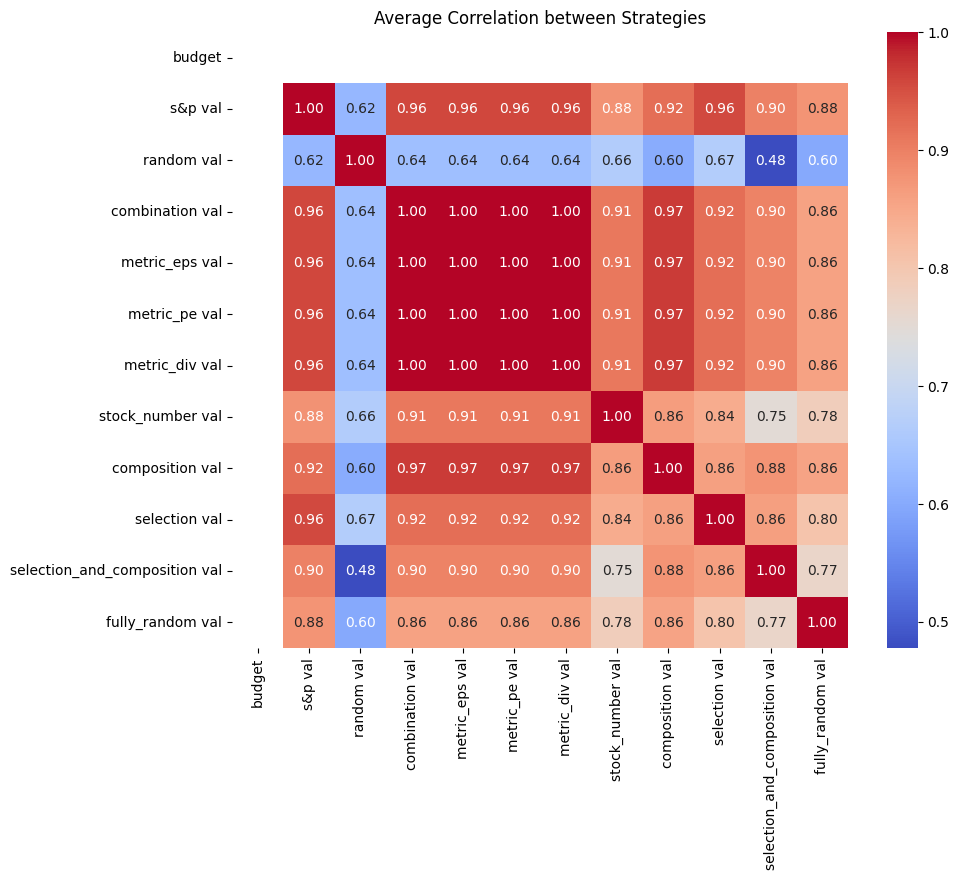 Average Correlation between Strategies
budget
s&p val 1.00 0.62 0.96 0.96 0.96 0.96 0.88 0.92 0.96 0.90 0.88
random val 0.62 1.00 0.64 0.64 0.64 0.64 0.66 0.60 0.67 0.48 0.60
combination val 0.96 0.64 1.00 1.00 1.00 1.00 0.91 0.97 0.92 0.90 0.86
metric_eps val 0.96 0.64 1.00 1.00 1.00 1.00 0.91 0.97 0.92 0.90 0.86
metric_pe val 0.96 0.64 1.00 1.00 1.00 1.00 0.91 0.97 0.92 0.90 0.86
metric_div val 0.96 0.64 1.00 1.00 1.00 1.00 0.91 0.97 0.92 0.90 0.86
stock_number val 0.88 0.66 0.91 0.91 0.91 0.91 1.00 0.86 0.84 0.75 0.78
composition val 0.92 0.60 0.97 0.97 0.97 0.97 0.86 1.00 0.86 0.88 0.86
selection val 0.96 0.67 0.92 0.92 0.92 0.92 0.84 0.86 1.00 0.86 0.80
selection_and_composition val 0.90 0.48 0.90 0.90 0.90 0.90 0.75 0.88 0.86 1.00 0.77
fully_random val 0.88 0.60 0.86 0.86 0.86 0.86 0.78 0.86 0.80 0.77 1.00
budget
s&p val
random val
combination val
metric_eps val
metric_pe val
metric_div val
stock_number val
composition val
selection val
selection_and_composition val
fully_random val
1.0
0.9
0.8
0.7
0.6
0.5